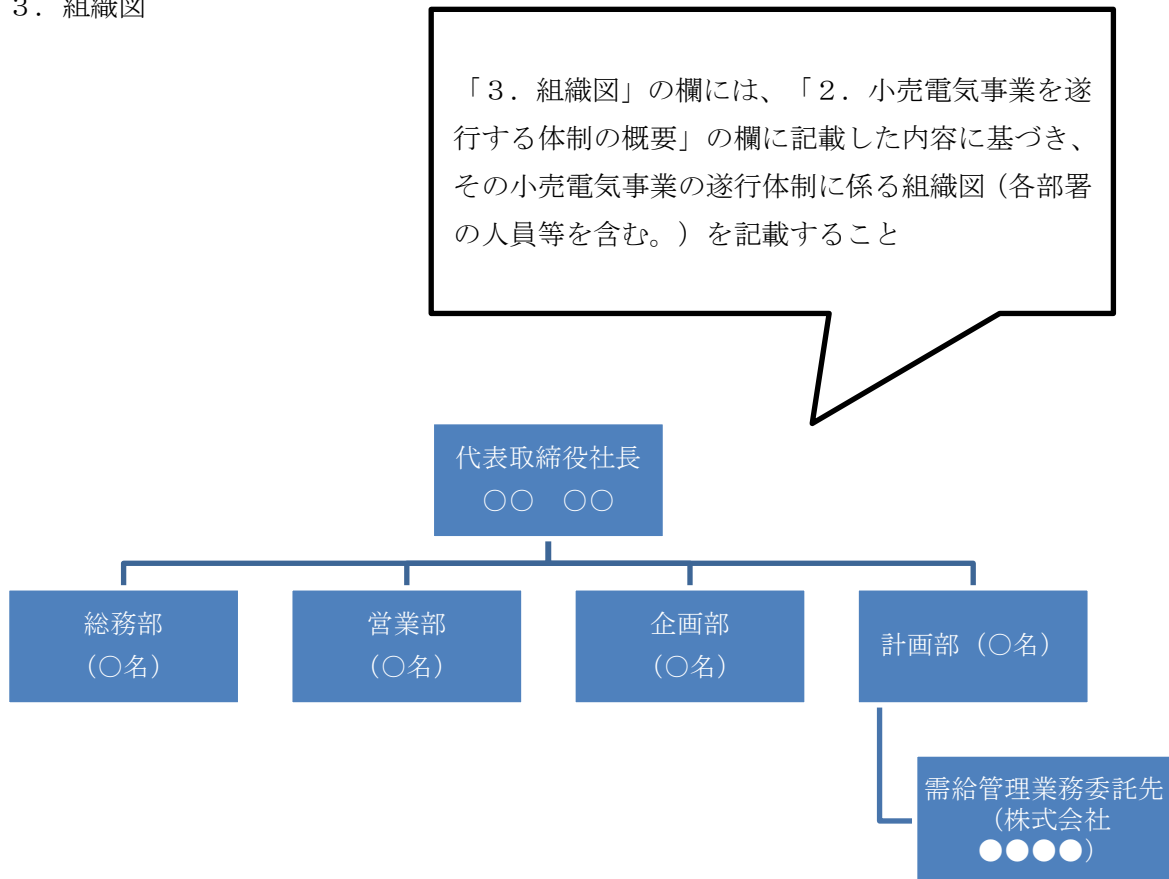 ３．組織図
「３．組織図」の欄には、「２．小売電気事業を遂
行する体制の概要」の欄に記載した内容に基づき、
その小売電気事業の遂行体制に係る組織図（各部署
の人員等を含む。）を記載すること
代表取締役社長
○○　○○
総務部
（○名）
営業部
（○名）
企画部
（○名）
計画部（○名）
需給管理業務委託先
（株式会社
●●●●）